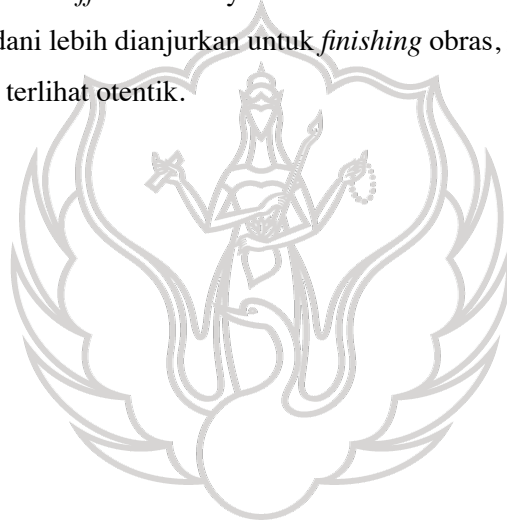 dani lebih dianjurkan untuk finishing obras,
terlihat otentik.